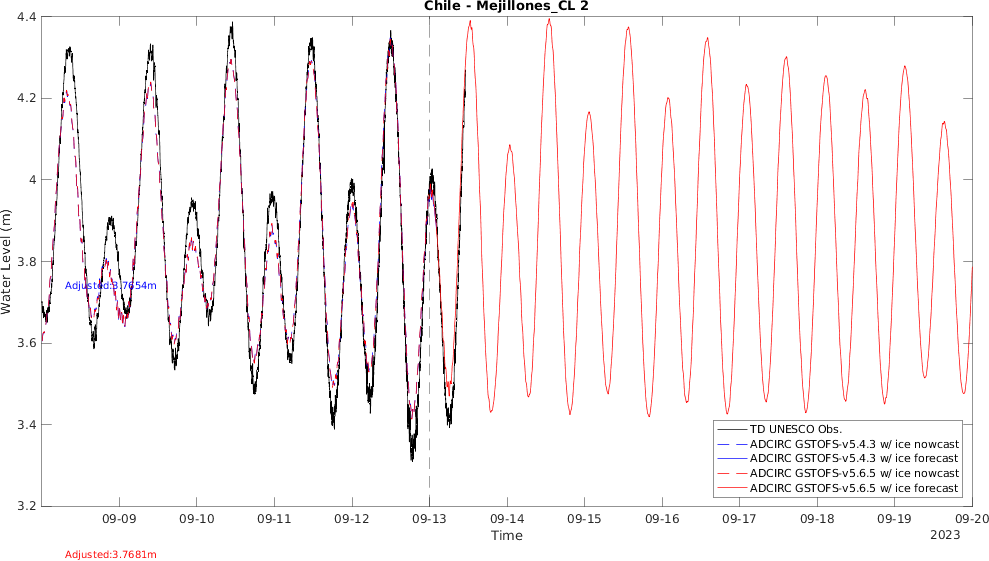 Chile - Mejillones_CL 2
Water Level (m)
4.4
4.2
4
3.8
3.6
3.4
3.2
Adjusted:3.7654m
TD UNESCO Obs.
ADCIRC GSTOFS-v5.4.3 w/ ice nowcast
ADCIRC GSTOFS-v5.4.3 w/ ice forecast
ADCIRC GSTOFS-v5.6.5 w/ ice nowcast
ADCIRC GSTOFS-v5.6.5 w/ ice forecast
09-09 09-10 09-11 09-12 09-13 09-14 09-15 09-16 09-17 09-18 09-19 09-20
Time
2023
Adjusted:3.7681m